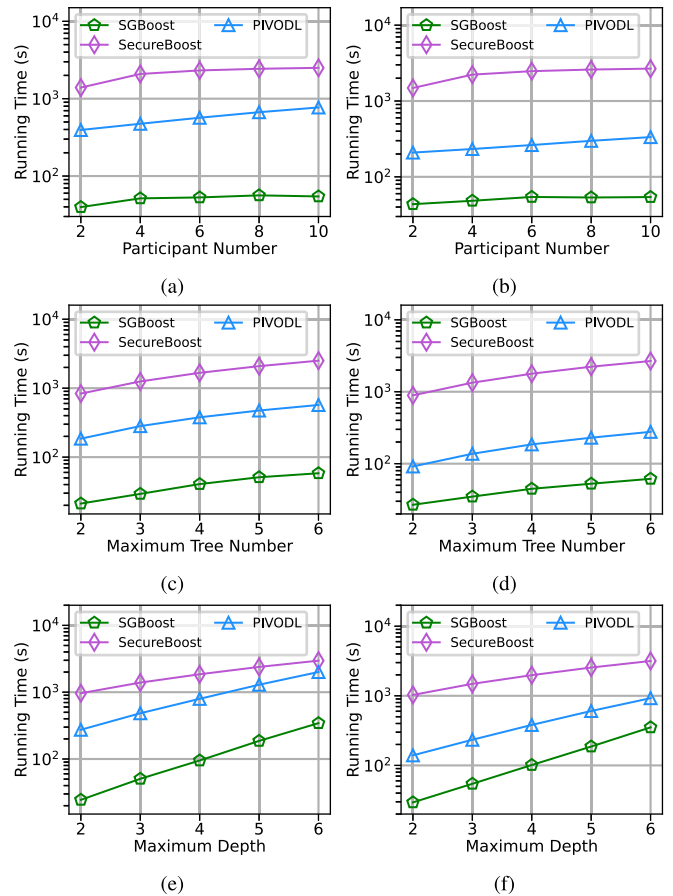 SGBoost PIVODL
SecureBoost
10⁴
10³
10²
Running Time (s)
2 4 6 8 10
Participant Number
(a)
SGBoost PIVODL
SecureBoost
10⁴
10³
10²
Running Time (s)
2 4 6 8 10
Participant Number
(b)
SGBoost PIVODL
SecureBoost
10⁴
10³
10²
Running Time (s)
2 3 4 5 6
Maximum Tree Number
(c)
SGBoost PIVODL
SecureBoost
10⁴
10³
10²
Running Time (s)
2 3 4 5 6
Maximum Tree Number
(d)
SGBoost PIVODL
SecureBoost
10⁴
10³
10²
Running Time (s)
2 3 4 5 6
Maximum Depth
(e)
SGBoost PIVODL
SecureBoost
10⁴
10³
10²
Running Time (s)
2 3 4 5 6
Maximum Depth
(f)